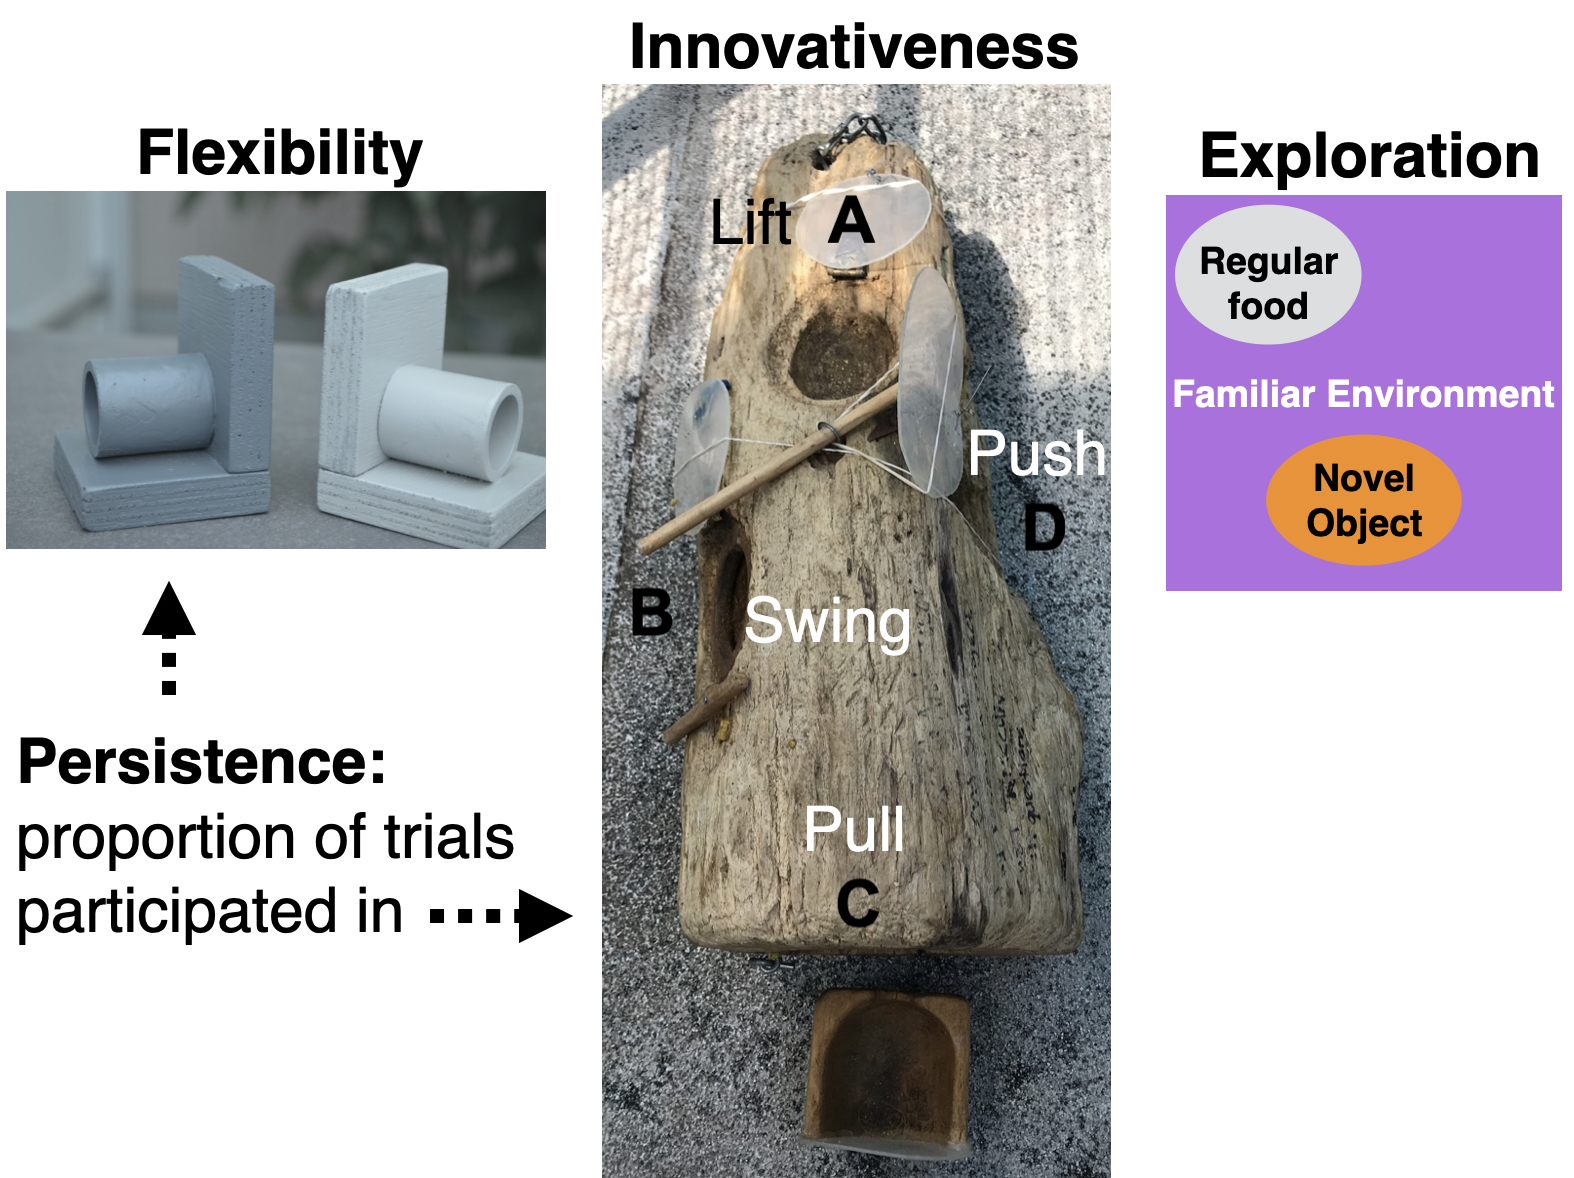 Innovativeness
Flexibility
Exploration
Lift A
Regular
food
Familiar Environment
Push
Novel
Object
D
B
Swing
Persistence:
proportion of trials
participated in
Pull
C